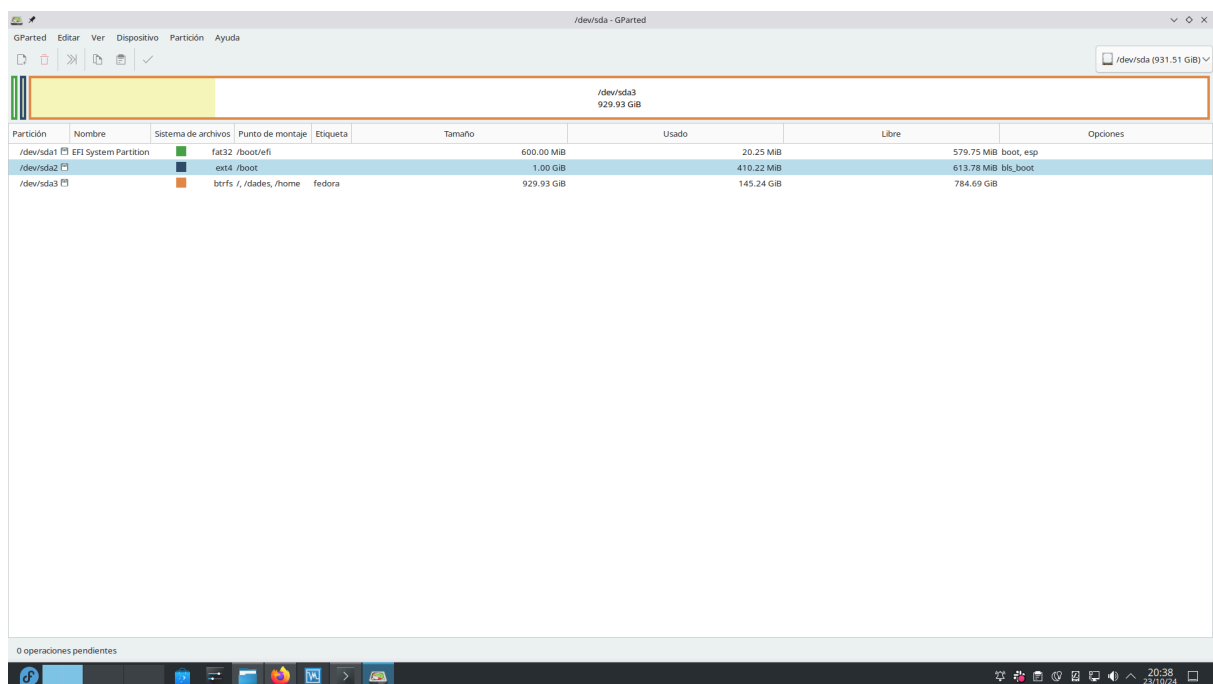 /dev/sda - GParted
GParted Editar Ver Dispositivo Partición Ayuda
/dev/sda (931.51 GiB)
/dev/sda3
929.93 GiB
Partición Nombre Sistema de archivos Punto de montaje Etiqueta Tamaño Usado Libre Opciones
/dev/sda1 EFI System Partition fat32 /boot/efi 600.00 MiB 20.25 MiB 579.75 MiB boot, esp
/dev/sda2 ext4 /boot 1.00 GiB 410.22 MiB 613.78 MiB bls_boot
/dev/sda3 btrfs /, /dades, /home fedora 929.93 GiB 145.24 GiB 784.69 GiB
0 operaciones pendientes
20:38
23/10/24